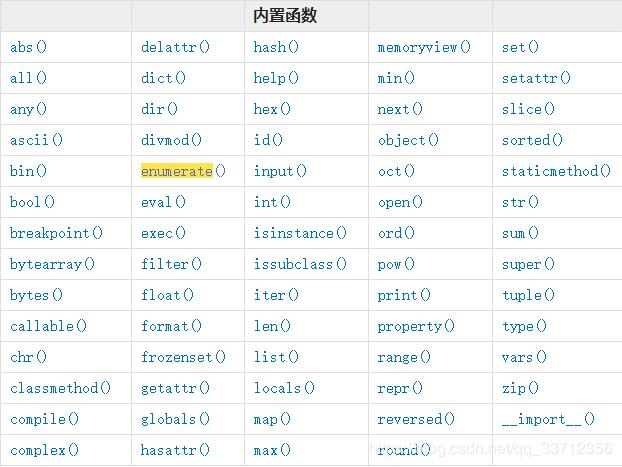 内置函数
abs() delattr() hash() memoryview() set()
all() dict() help() min() setattr()
any() dir() hex() next() slice()
ascii() divmod() id() object() sorted()
bin() enumerate() input() oct() staticmethod()
bool() eval() int() open() str()
breakpoint() exec() isinstance() ord() sum()
bytearray() filter() issubclass() pow() super()
bytes() float() iter() print() tuple()
callable() format() len() property() type()
chr() frozenset() list() range() vars()
classmethod() getattr() locals() repr() zip()
compile() globals() map() reversed() __import__()
complex() hasattr() max() round()
https://blog.csdn.net/qq_33712356